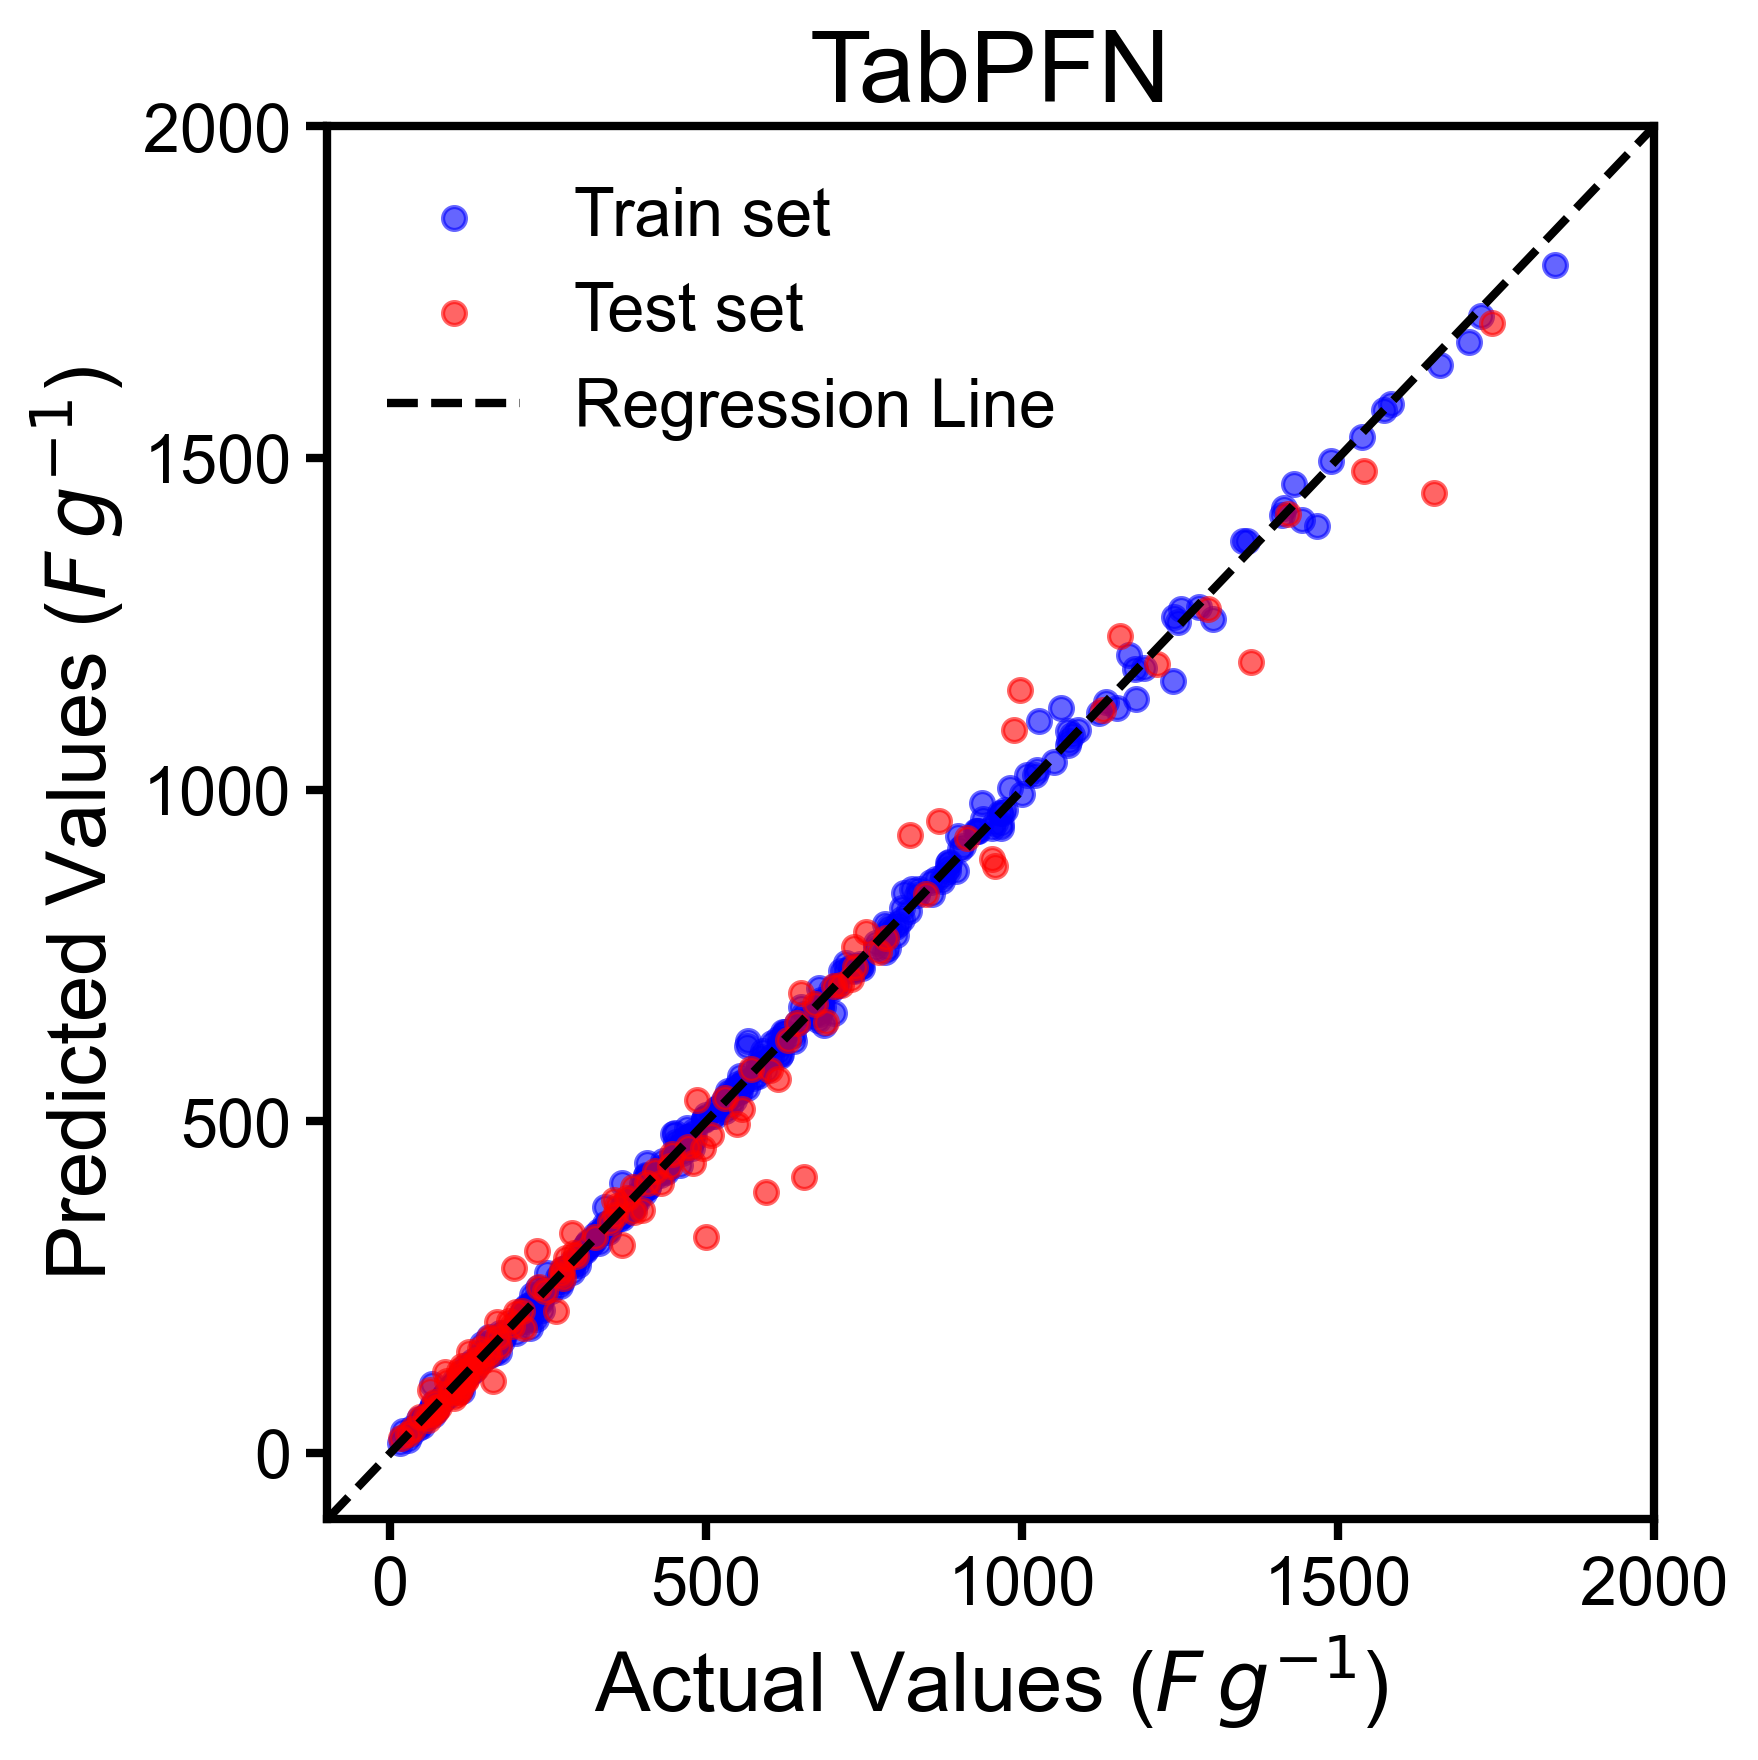 TabPFN
Train set
Test set
Regression Line
2000
1500
1000
500
0
Predicted Values (F g⁻¹)
0 500 1000 1500 2000
Actual Values (F g⁻¹)